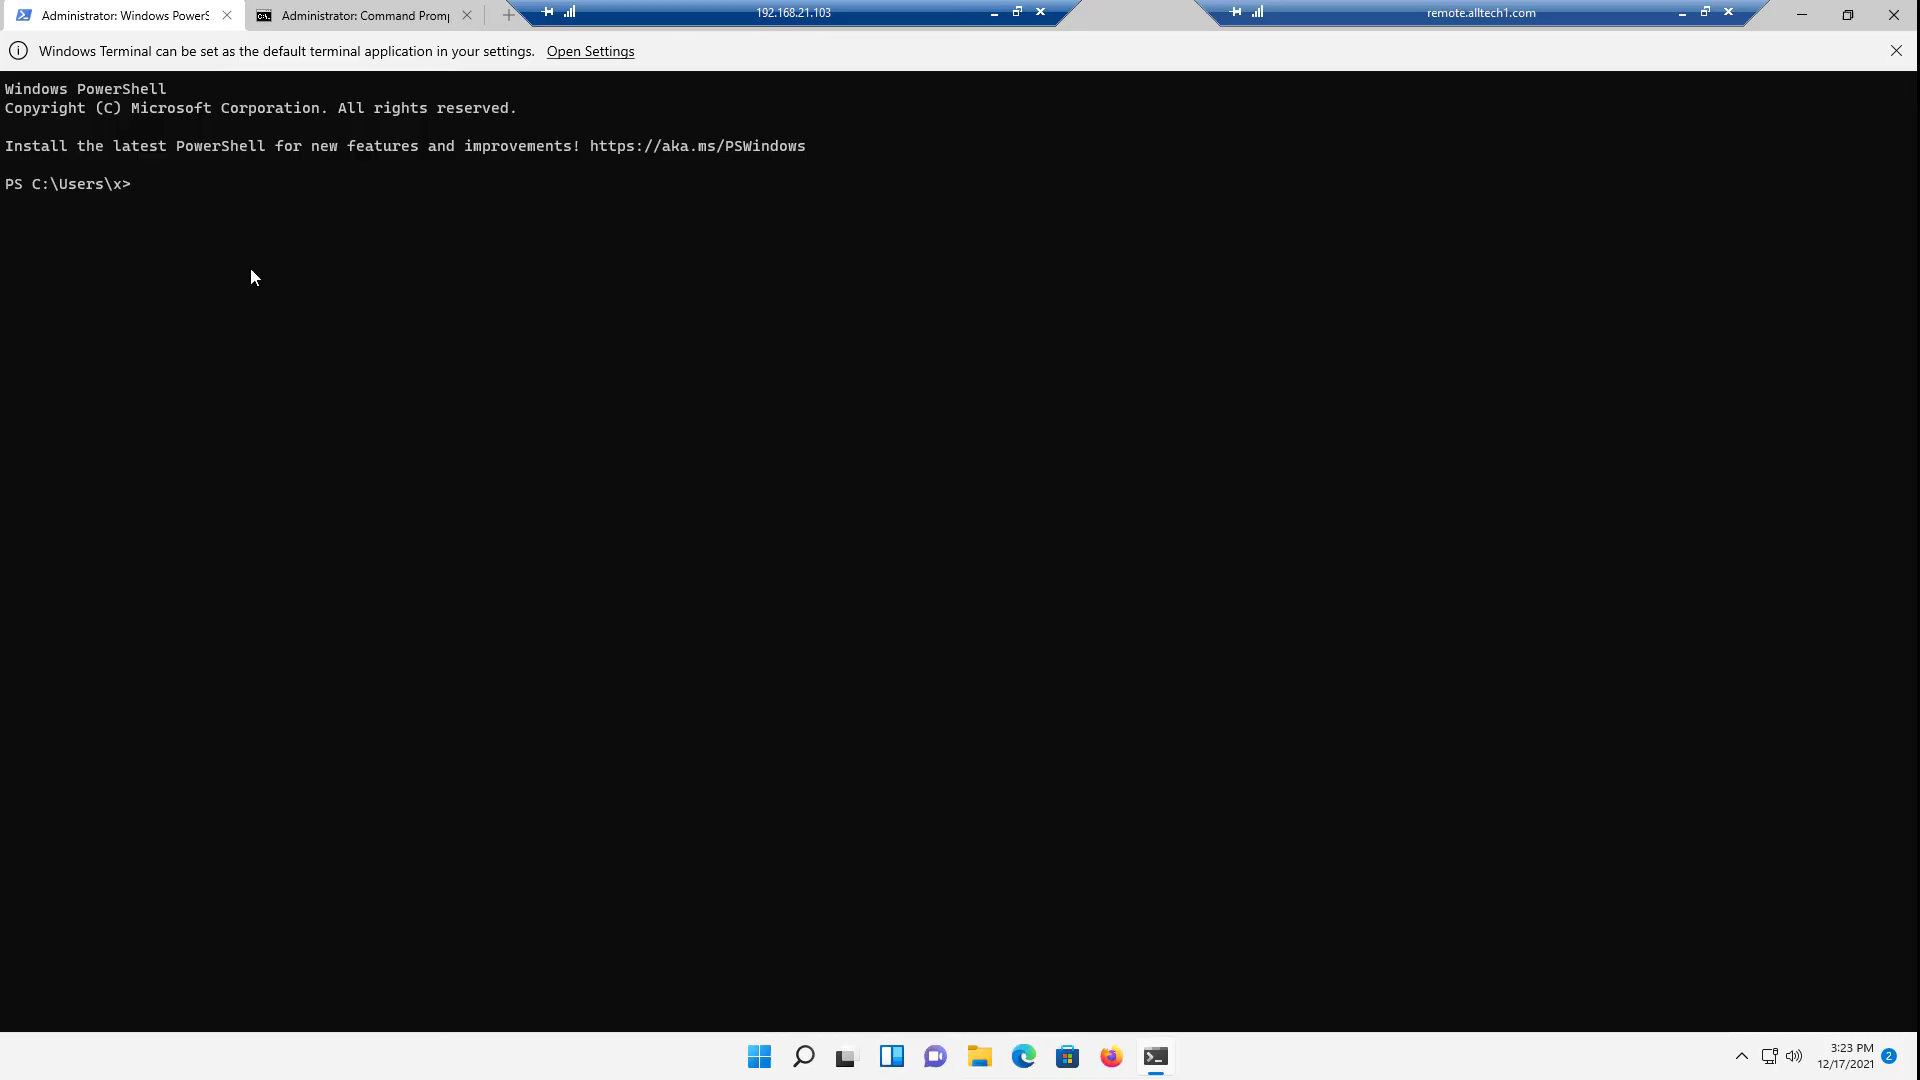 Administrator: Windows PowerS
Administrator: Command Prom
192.168.21.103
remote.alltech1.com
Windows Terminal can be set as the default terminal application in your settings. Open Settings
Windows PowerShell
Copyright (C) Microsoft Corporation. All rights reserved.
Install the latest PowerShell for new features and improvements! https://aka.ms/PSWindows
PS C:\Users\x>
3:23 PM
12/17/2021
2